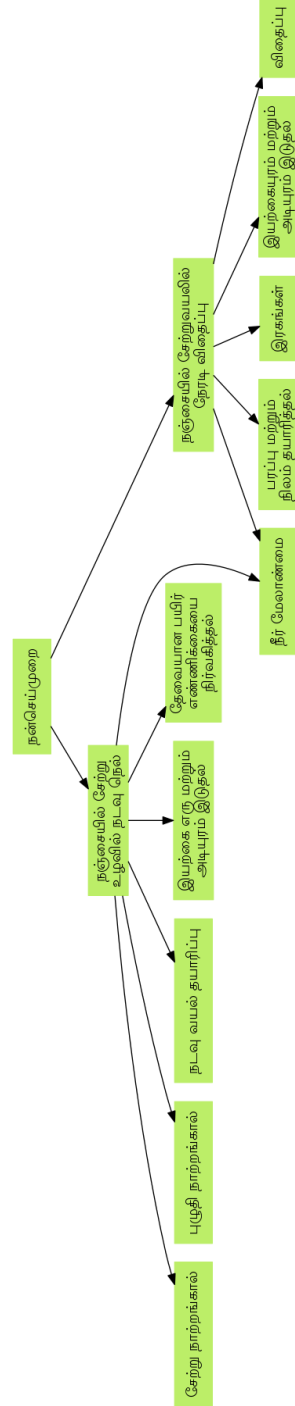 நன்செய்முறை
நஞ்சையில் சேற்று
உழவில் நடவு நெல்
நஞ்சையில் சேற்றுவயலில்
நேரடி விதைப்பு
சேற்று நாற்றங்கால்
புழுதி நாற்றங்கால்
நடவு வயல் தயாரிப்பு
இயற்கை எரு மற்றும்
அடியுரம் இடுதல்
தேவையான பயிர்
எண்ணிக்கையை
நிர்வகித்தல்
நீர் மேலாண்மை
பரப்பு மற்றும்
நிலம் தயாரித்தல்
இரகங்கள்
இயற்கையுரம் மற்றும்
அடியுரம் இடுதல
விதைப்பு